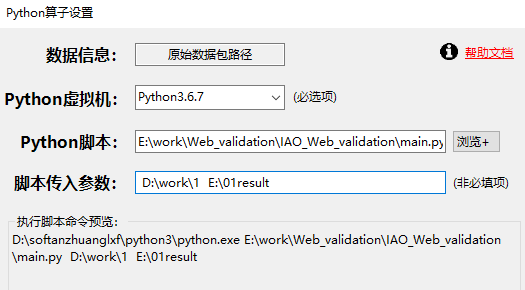 Python算子设置
数据信息： 原始数据包路径 帮助文档
Python虚拟机： Python3.6.7 (必选项)
Python脚本： E:\work\Web_validation\IAO_Web_validation\main.py 浏览+
脚本传入参数： D:\work\1 E:\01result (非必填项)
执行脚本命令预览：
D:\softanzhuanglxf\python3\python.exe E:\work\Web_validation\IAO_Web_validation
\main.py D:\work\1 E:\01result